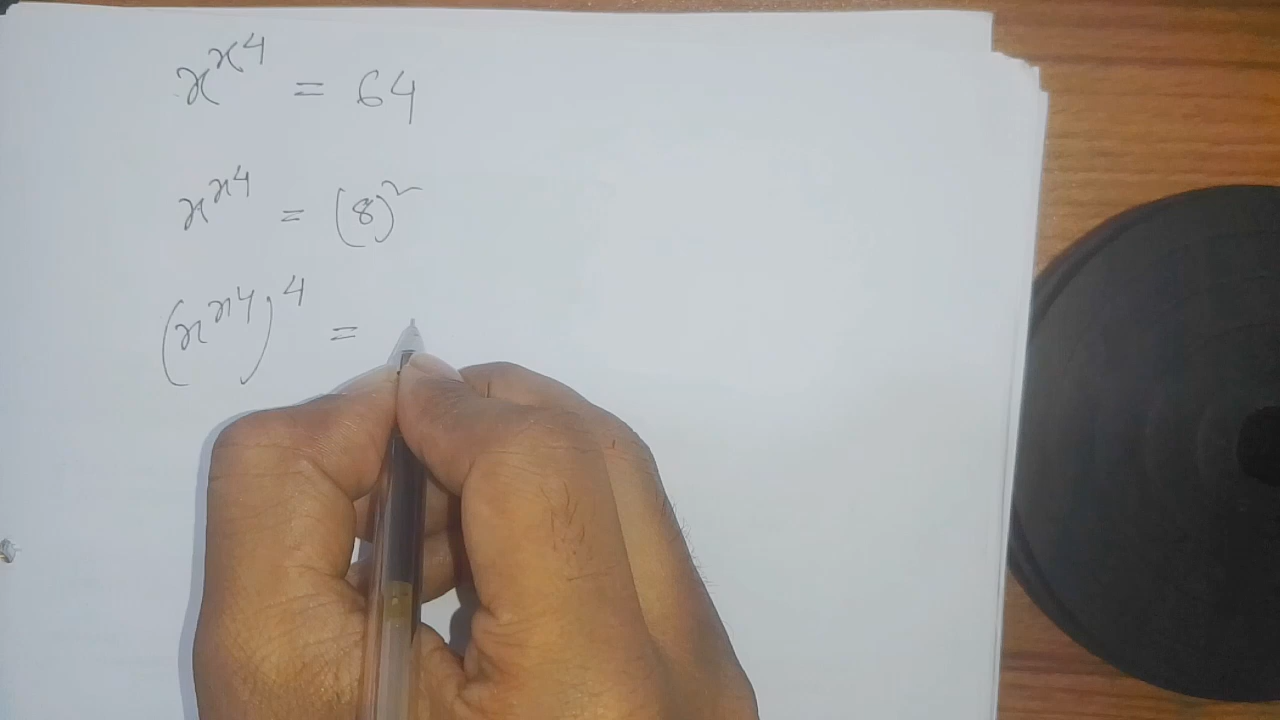 x^x^4 = 64
x^x^4 = (8)^2
(x^x^4)^4 =